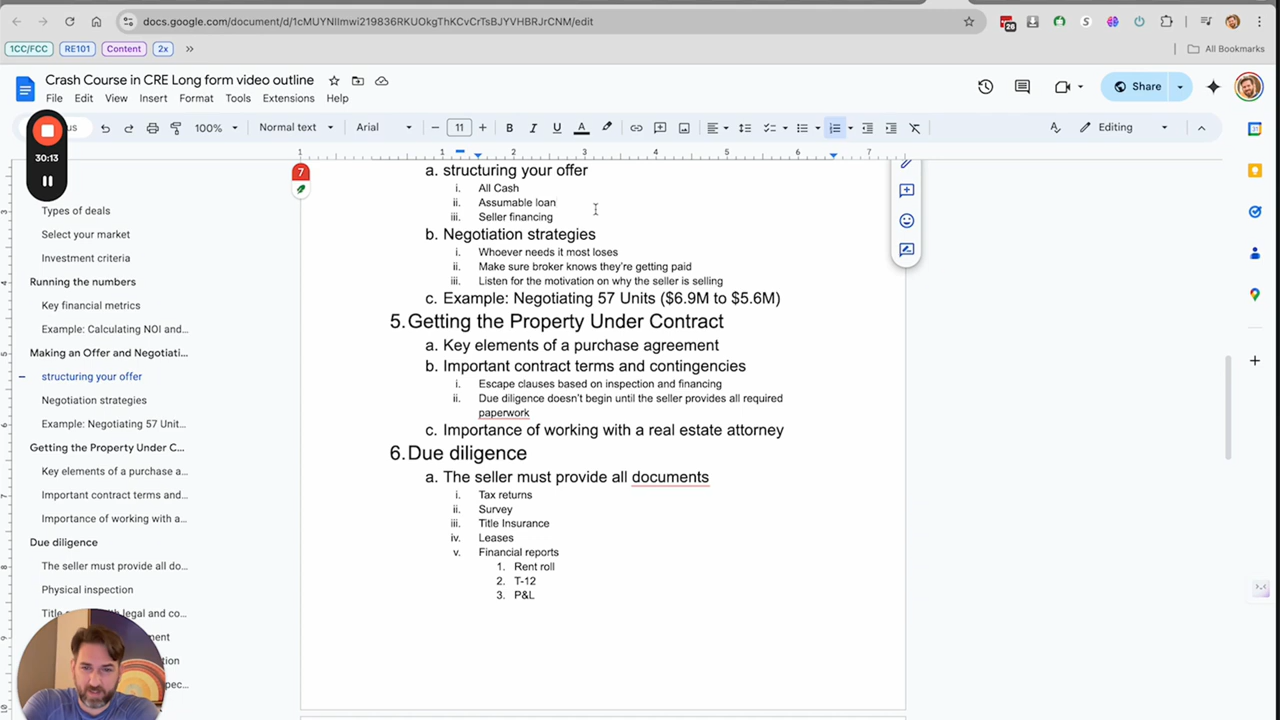 docs.google.com/document/d/1cMUYNIlmwi219836RKUOkgThKCvCrTsBJYVHBRJrCNM/edit
26
1CC/FCC RE101 Content 2x » All Bookmarks
Crash Course in CRE Long form video outline
File Edit View Insert Format Tools Extensions Help
Share
100% Normal text Arial 11 B I U A Editing
30:13
1 1 2 3 4 5 6 7
7
Types of deals
Select your market
Investment criteria
Running the numbers
Key financial metrics
Example: Calculating NOI and...
Making an Offer and Negotiati...
structuring your offer
Negotiation strategies
Example: Negotiating 57 Unit...
Getting the Property Under C...
Key elements of a purchase a...
Important contract terms and...
Importance of working with a...
Due diligence
The seller must provide all do...
Physical inspection
a. structuring your offer
i. All Cash
ii. Assumable loan
iii. Seller financing
b. Negotiation strategies
i. Whoever needs it most loses
ii. Make sure broker knows they're getting paid
iii. Listen for the motivation on why the seller is selling
c. Example: Negotiating 57 Units ($6.9M to $5.6M)
5. Getting the Property Under Contract
a. Key elements of a purchase agreement
b. Important contract terms and contingencies
i. Escape clauses based on inspection and financing
ii. Due diligence doesn't begin until the seller provides all required
paperwork
c. Importance of working with a real estate attorney
6. Due diligence
a. The seller must provide all documents
i. Tax returns
ii. Survey
iii. Title Insurance
iv. Leases
v. Financial reports
1. Rent roll
2. T-12
3. P&L